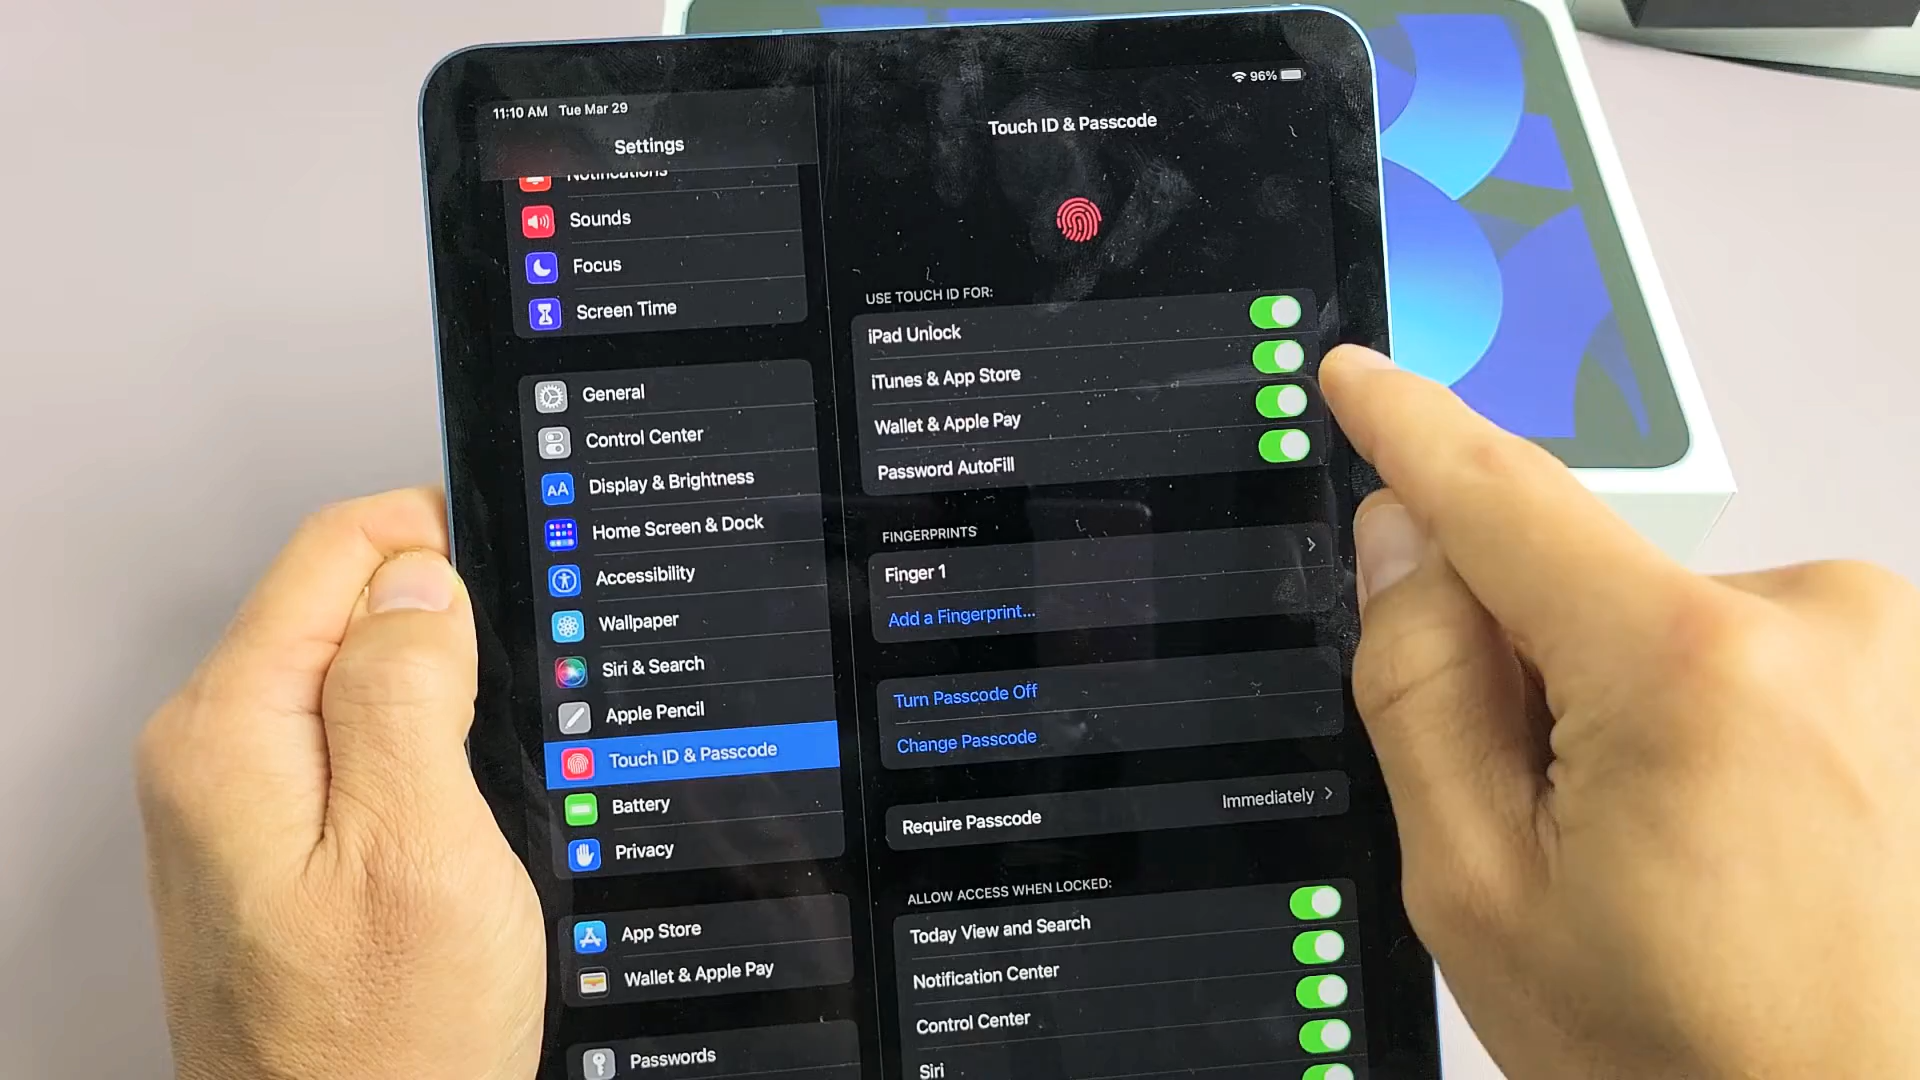 11:10 AM Tue Mar 29
96%
Settings
Notifications
Sounds
Focus
Screen Time
General
Control Center
AA
Display & Brightness
Home Screen & Dock
Accessibility
Wallpaper
Siri & Search
Apple Pencil
Touch ID & Passcode
Battery
Privacy
App Store
Wallet & Apple Pay
Passwords
Touch ID & Passcode
USE TOUCH ID FOR:
iPad Unlock
iTunes & App Store
Wallet & Apple Pay
Password AutoFill
FINGERPRINTS
Finger 1
Add a Fingerprint...
Turn Passcode Off
Change Passcode
Require Passcode Immediately
ALLOW ACCESS WHEN LOCKED:
Today View and Search
Notification Center
Control Center
Siri